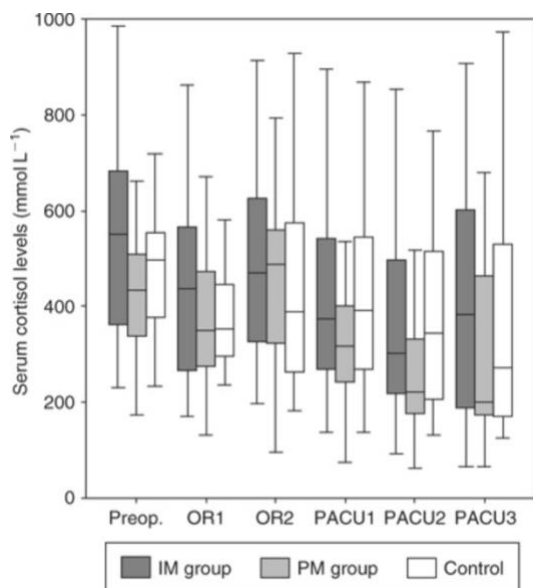 Serum cortisol levels (mmol L⁻¹)
1000
800
600
400
200
0
Preop. OR1 OR2 PACU1 PACU2 PACU3
IM group PM group Control